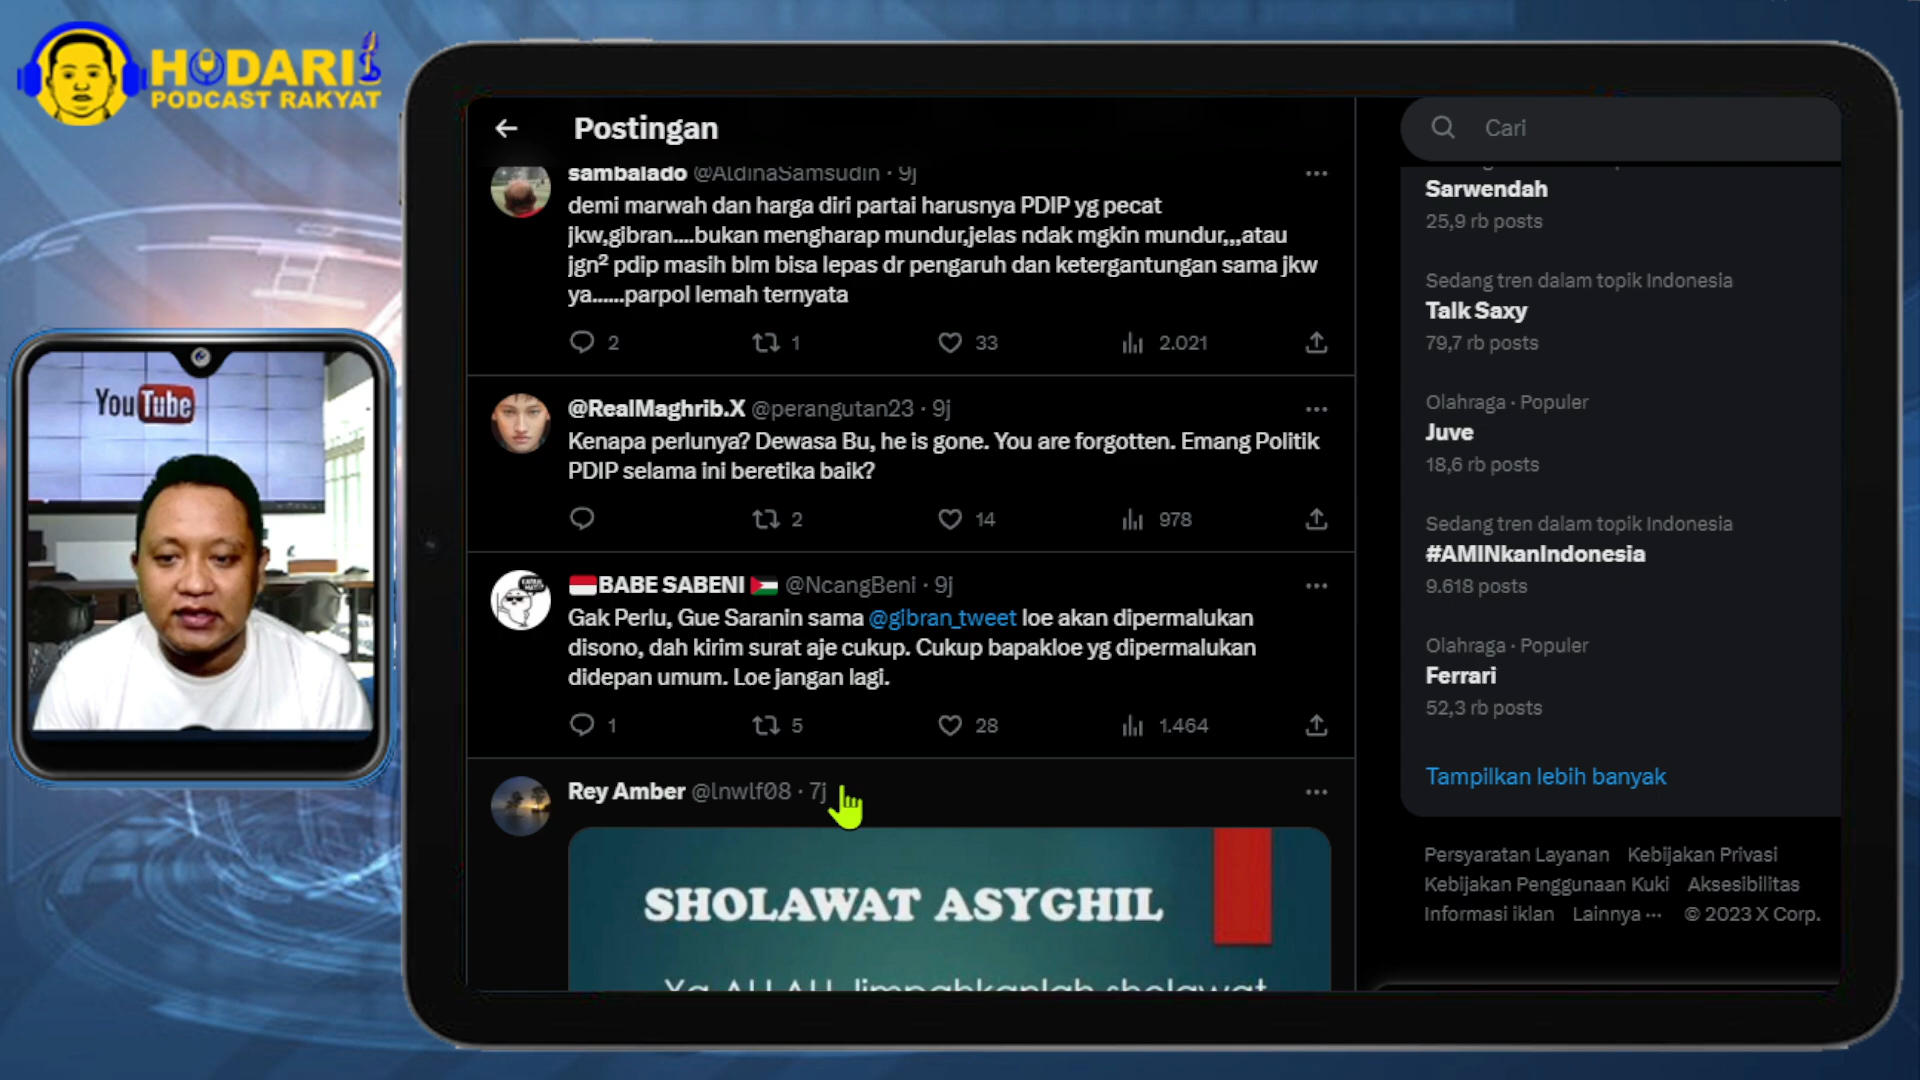 HODARI
PODCAST RAKYAT
YouTube
Postingan
sambalado @AldinaSamsudin · 9j
demi marwah dan harga diri partai harusnya PDIP yg pecat
jkw,gibran....bukan mengharap mundur,jelas ndak mgkin mundur,,,atau
jgn² pdip masih blm bisa lepas dr pengaruh dan ketergantungan sama jkw
ya......parpol lemah ternyata
2 1 33 2.021
@RealMaghrib.X @perangutan23 · 9j
Kenapa perlunya? Dewasa Bu, he is gone. You are forgotten. Emang Politik
PDIP selama ini beretika baik?
2 14 978
BABE SABENI @NcangBeni · 9j
Gak Perlu, Gue Saranin sama @gibran_tweet loe akan dipermalukan
disono, dah kirim surat aje cukup. Cukup bapakloe yg dipermalukan
didepan umum. Loe jangan lagi.
1 5 28 1.464
Rey Amber @lnwlf08 · 7j
SHOLAWAT ASYGHIL
Ya ALLAH, limpahkanlah sholawat
Cari
Sarwendah
25,9 rb posts
Sedang tren dalam topik Indonesia
Talk Saxy
79,7 rb posts
Olahraga · Populer
Juve
18,6 rb posts
Sedang tren dalam topik Indonesia
#AMINkanIndonesia
9.618 posts
Olahraga · Populer
Ferrari
52,3 rb posts
Tampilkan lebih banyak
Persyaratan Layanan Kebijakan Privasi
Kebijakan Penggunaan Kuki Aksesibilitas
Informasi iklan Lainnya ··· © 2023 X Corp.